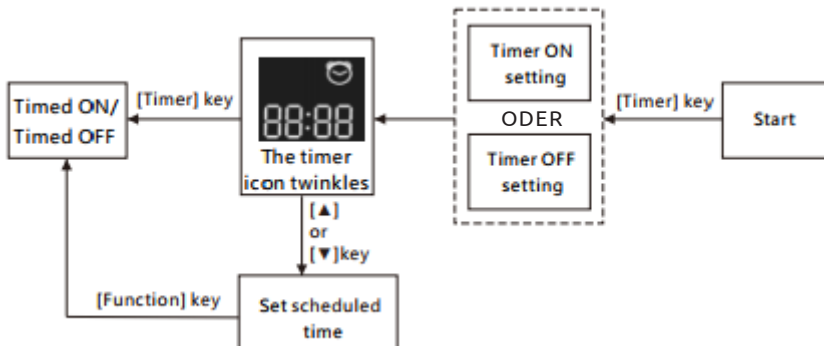 Timed ON/
Timed OFF
[Timer] key
88:88
The timer
icon twinkles
Timer ON
setting
ODER
Timer OFF
setting
[Timer] key
Start
[▲]
or
[▼]key
[Function] key
Set scheduled
time